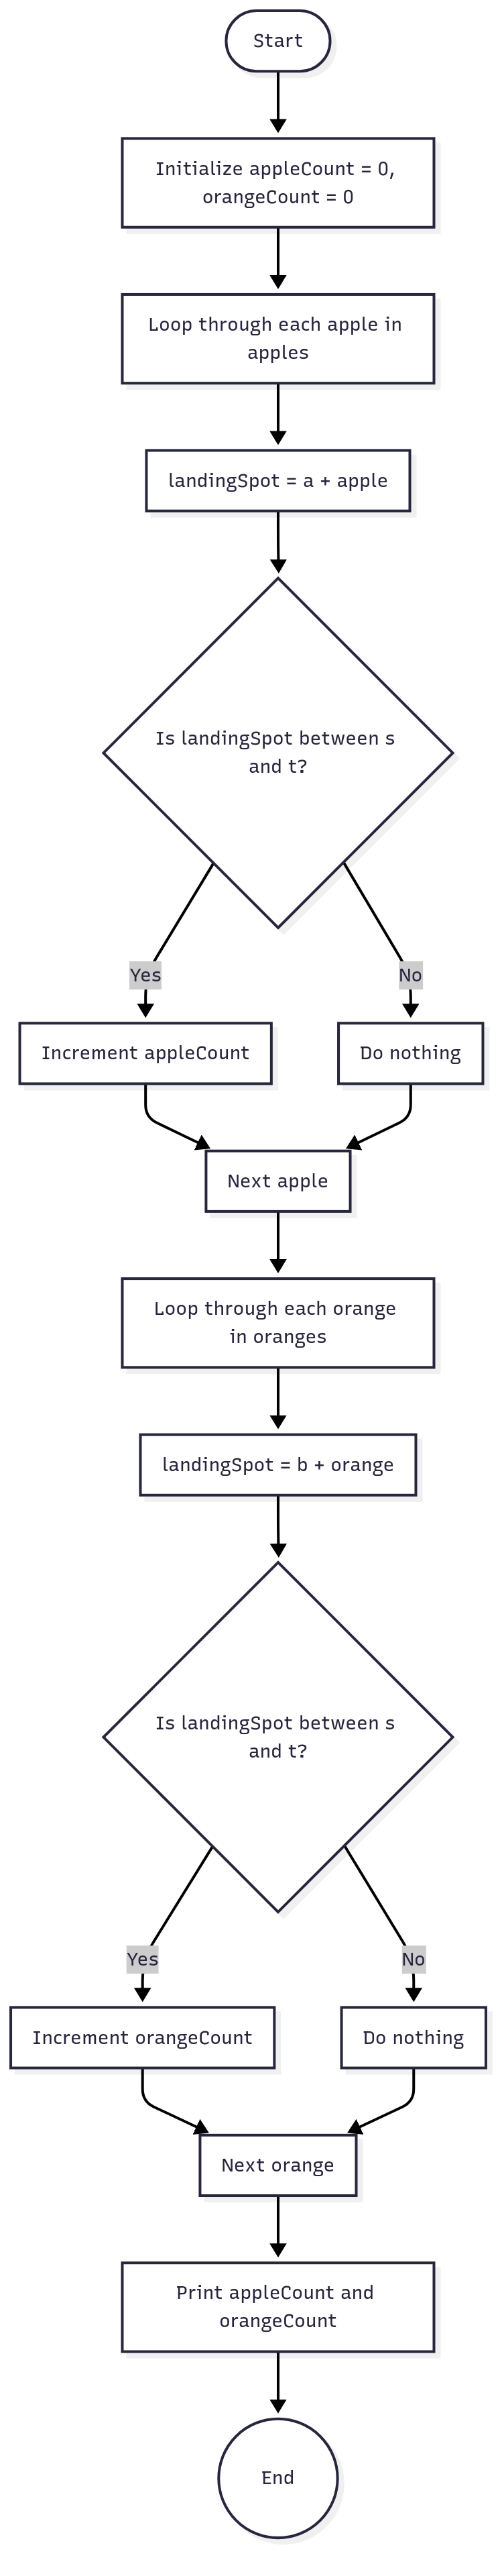 Start
Initialize appleCount = 0,
orangeCount = 0
Loop through each apple in
apples
landingSpot = a + apple
Is landingSpot between s
and t?
Yes
No
Increment appleCount
Do nothing
Next apple
Loop through each orange
in oranges
landingSpot = b + orange
Is landingSpot between s
and t?
Yes
No
Increment orangeCount
Do nothing
Next orange
Print appleCount and
orangeCount
End